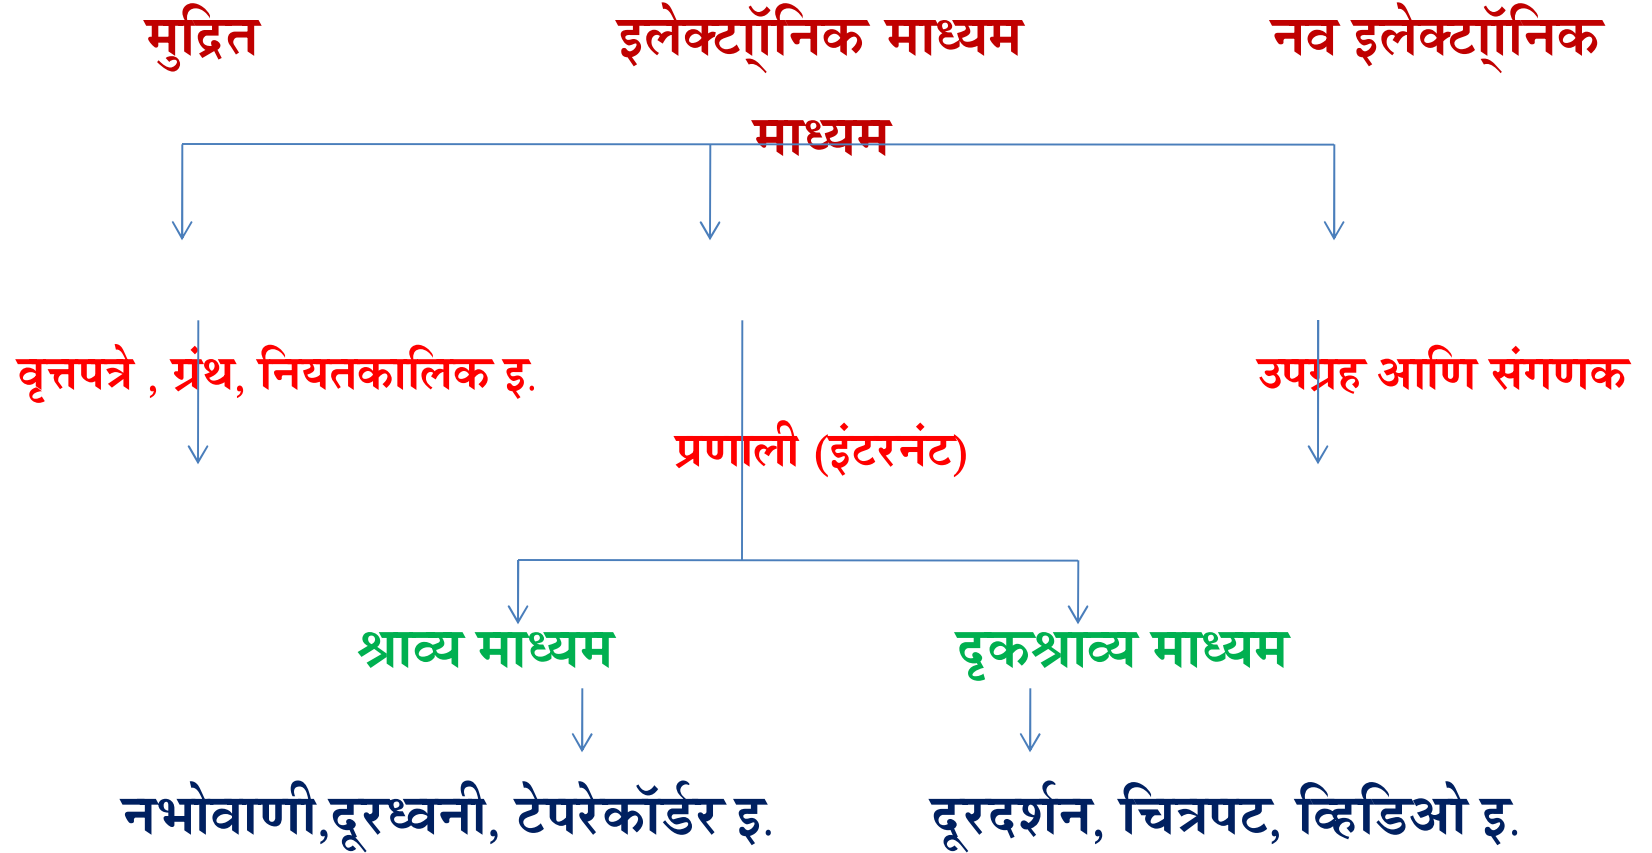 मुद्रित इलेक्टा्रॅानिक माध्यम नव इलेक्टा्रॅानिक
माध्यम
वृत्तपत्रे , ग्रंथ, नियतकालिक इ. उपग्रह आणि संगणक
प्रणाली (इंटरनंट)
श्राव्य माध्यम दृकश्राव्य माध्यम
नभोवाणी,दूरध्वनी, टेपरेकॉर्डर इ. दूरदर्शन, चित्रपट, व्हिडिओ इ.